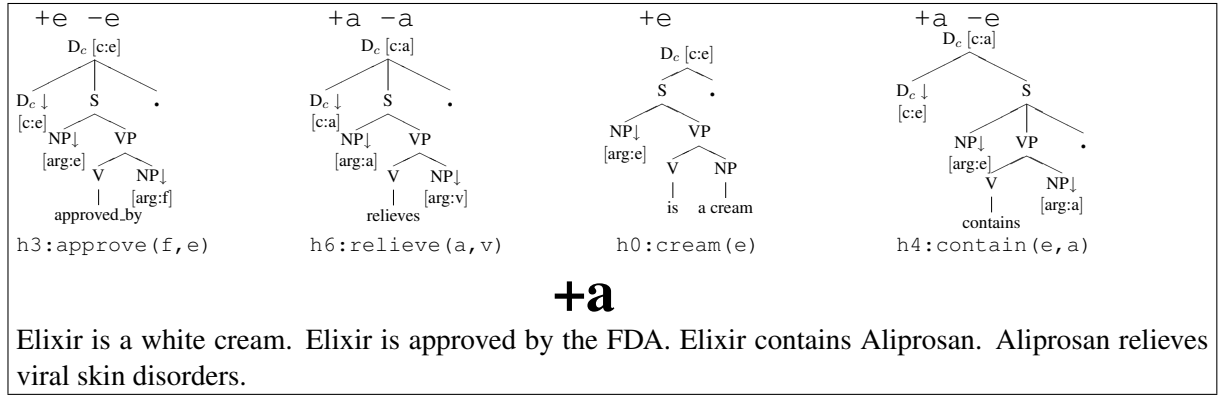 +e −e +a −a +e +a −e
D_c [c:e] D_c [c:a] D_c [c:e] D_c [c:a]
D_c ↓ S . D_c ↓ S . S . D_c ↓ S
[c:e] NP↓ VP [c:a] NP↓ VP NP↓ VP [c:e] NP↓ VP .
[arg:e] V NP↓ [arg:a] V NP↓ [arg:e] V NP [arg:e] V NP↓
[arg:f] [arg:v] is a cream [arg:a]
approved_by relieves contains
h3:approve(f,e) h6:relieve(a,v) h0:cream(e) h4:contain(e,a)
+a
Elixir is a white cream. Elixir is approved by the FDA. Elixir contains Aliprosan. Aliprosan relieves
viral skin disorders.